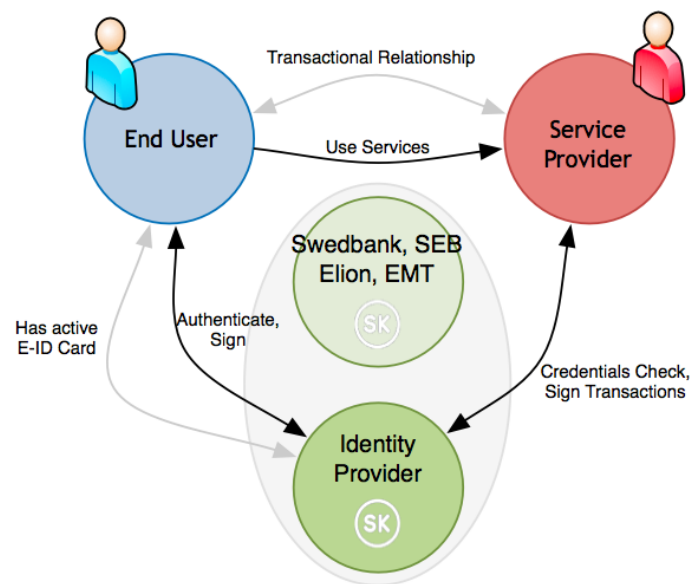 Transactional Relationship
End User
Service
Provider
Use Services
Swedbank, SEB
Elion, EMT
SK
Has active
E-ID Card
Authenticate,
Sign
Credentials Check,
Sign Transactions
Identity
Provider
SK